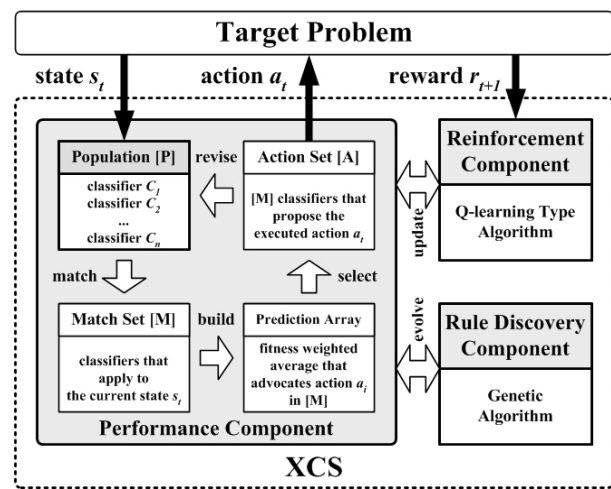 Target Problem
state s_t
action a_t
reward r_{t+1}
Population [P]
classifier C_1
classifier C_2
...
classifier C_n
revise
Action Set [A]
[M] classifiers that
propose the
executed action a_t
match
select
Match Set [M]
classifiers that
apply to
the current state s_t
build
Prediction Array
fitness weighted
average that
advocates action a_i
in [M]
Performance Component
update
Reinforcement
Component
Q-learning Type
Algorithm
evolve
Rule Discovery
Component
Genetic
Algorithm
XCS